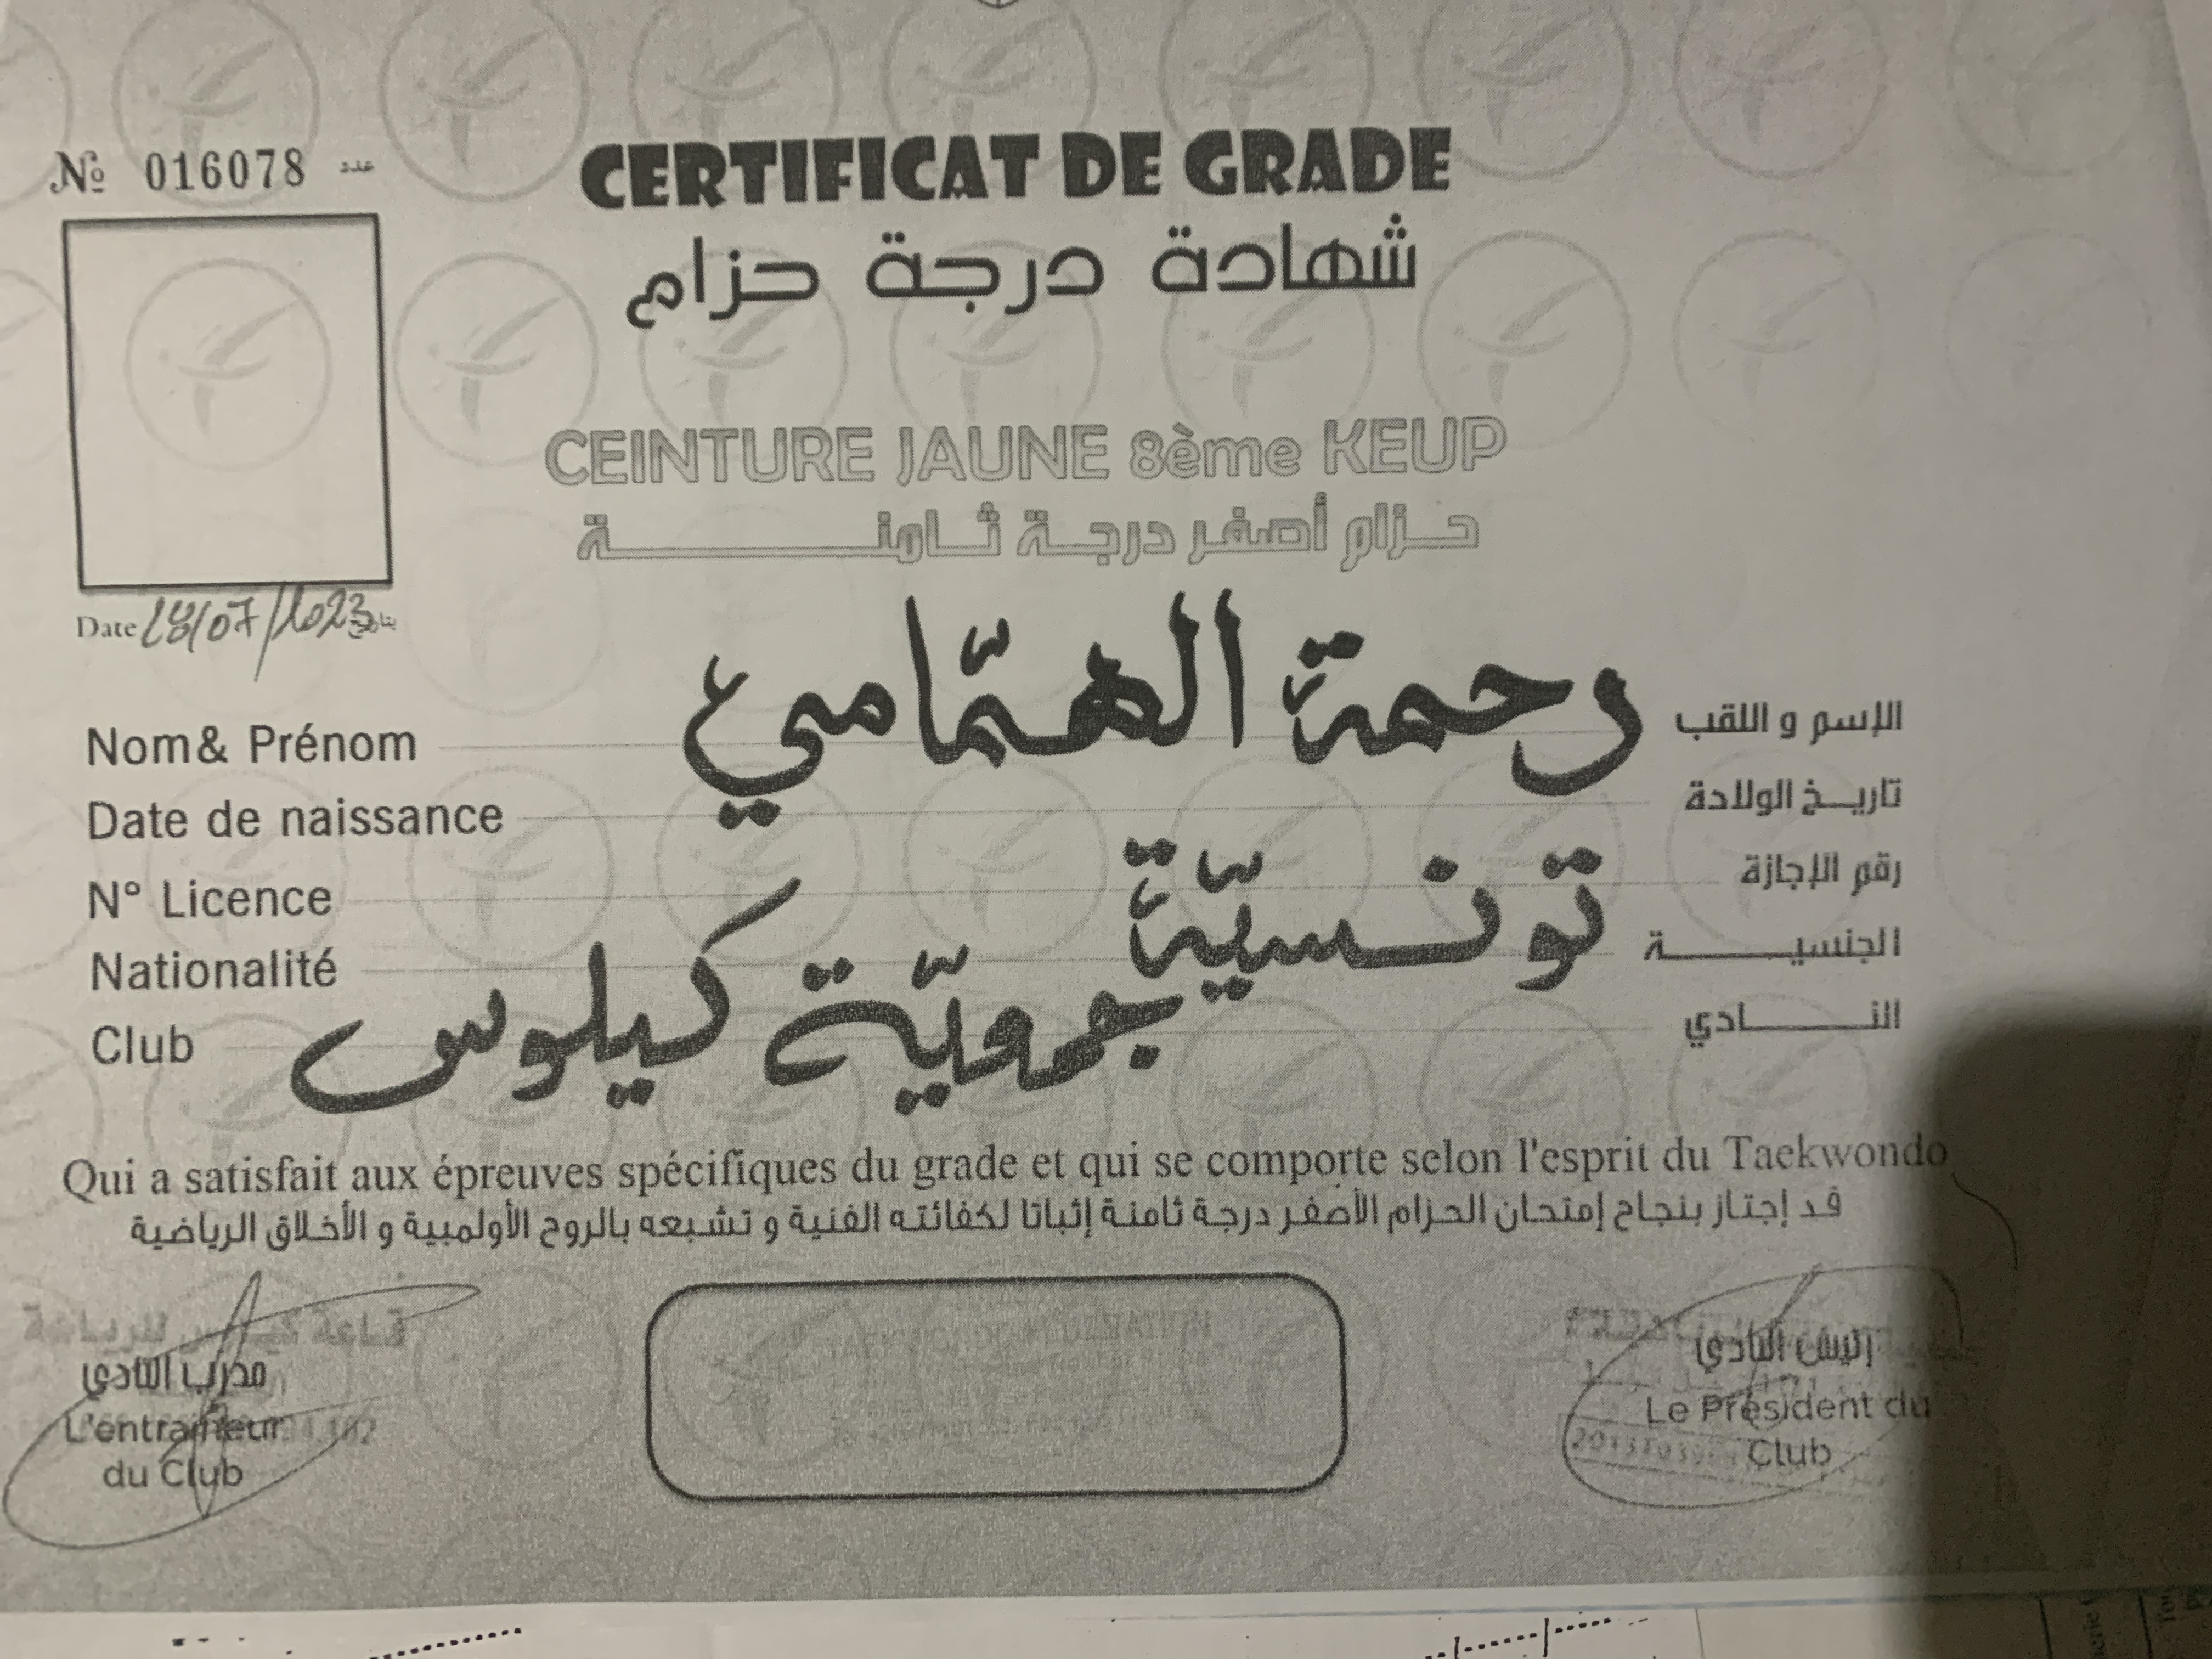 № 016078 عدد
CERTIFICAT DE GRADE
شهادة درجة حزام
CEINTURE JAUNE 8ème KEUP
حزام أصفر درجة ثامنة
Date 28/07/2023
Nom& Prénom رحمة الهمّامي الإسم و اللقب
Date de naissance تاريخ الولادة
N° Licence رقم الإجازة
Nationalité تونسيّة الجنسية
Club جمعيّة كيلوس النادي
Qui a satisfait aux épreuves spécifiques du grade et qui se comporte selon l'esprit du Taekwondo
قد إجتاز بنجاح إمتحان الحزام الأصفر درجة ثامنة إثباتا لكفائته الفنية و تشبعه بالروح الأولمبية و الأخلاق الرياضية
مدرب النادي
L'entraineur
du Club
رئيس النادي
Le Président du
Club